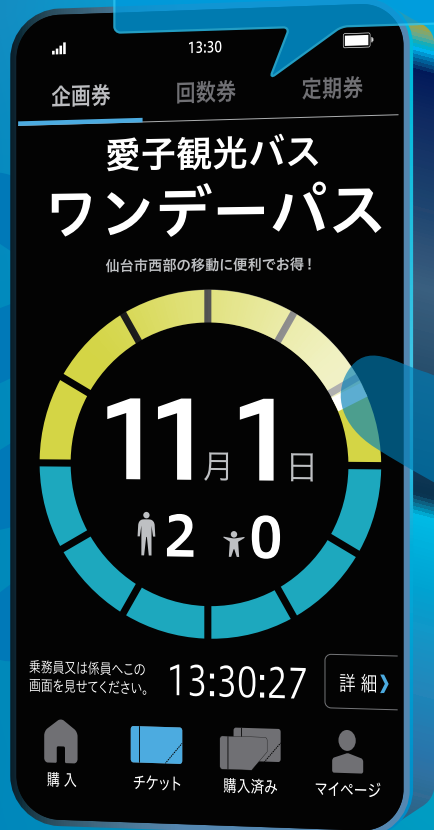 13:30
企画券 回数券 定期券
愛子観光バス
ワンデーパス
仙台市西部の移動に便利でお得！
11月1日
2 0
乗務員又は係員へこの
画面を見せてください。
13:30:27
詳細》
購入 チケット 購入済み マイページ